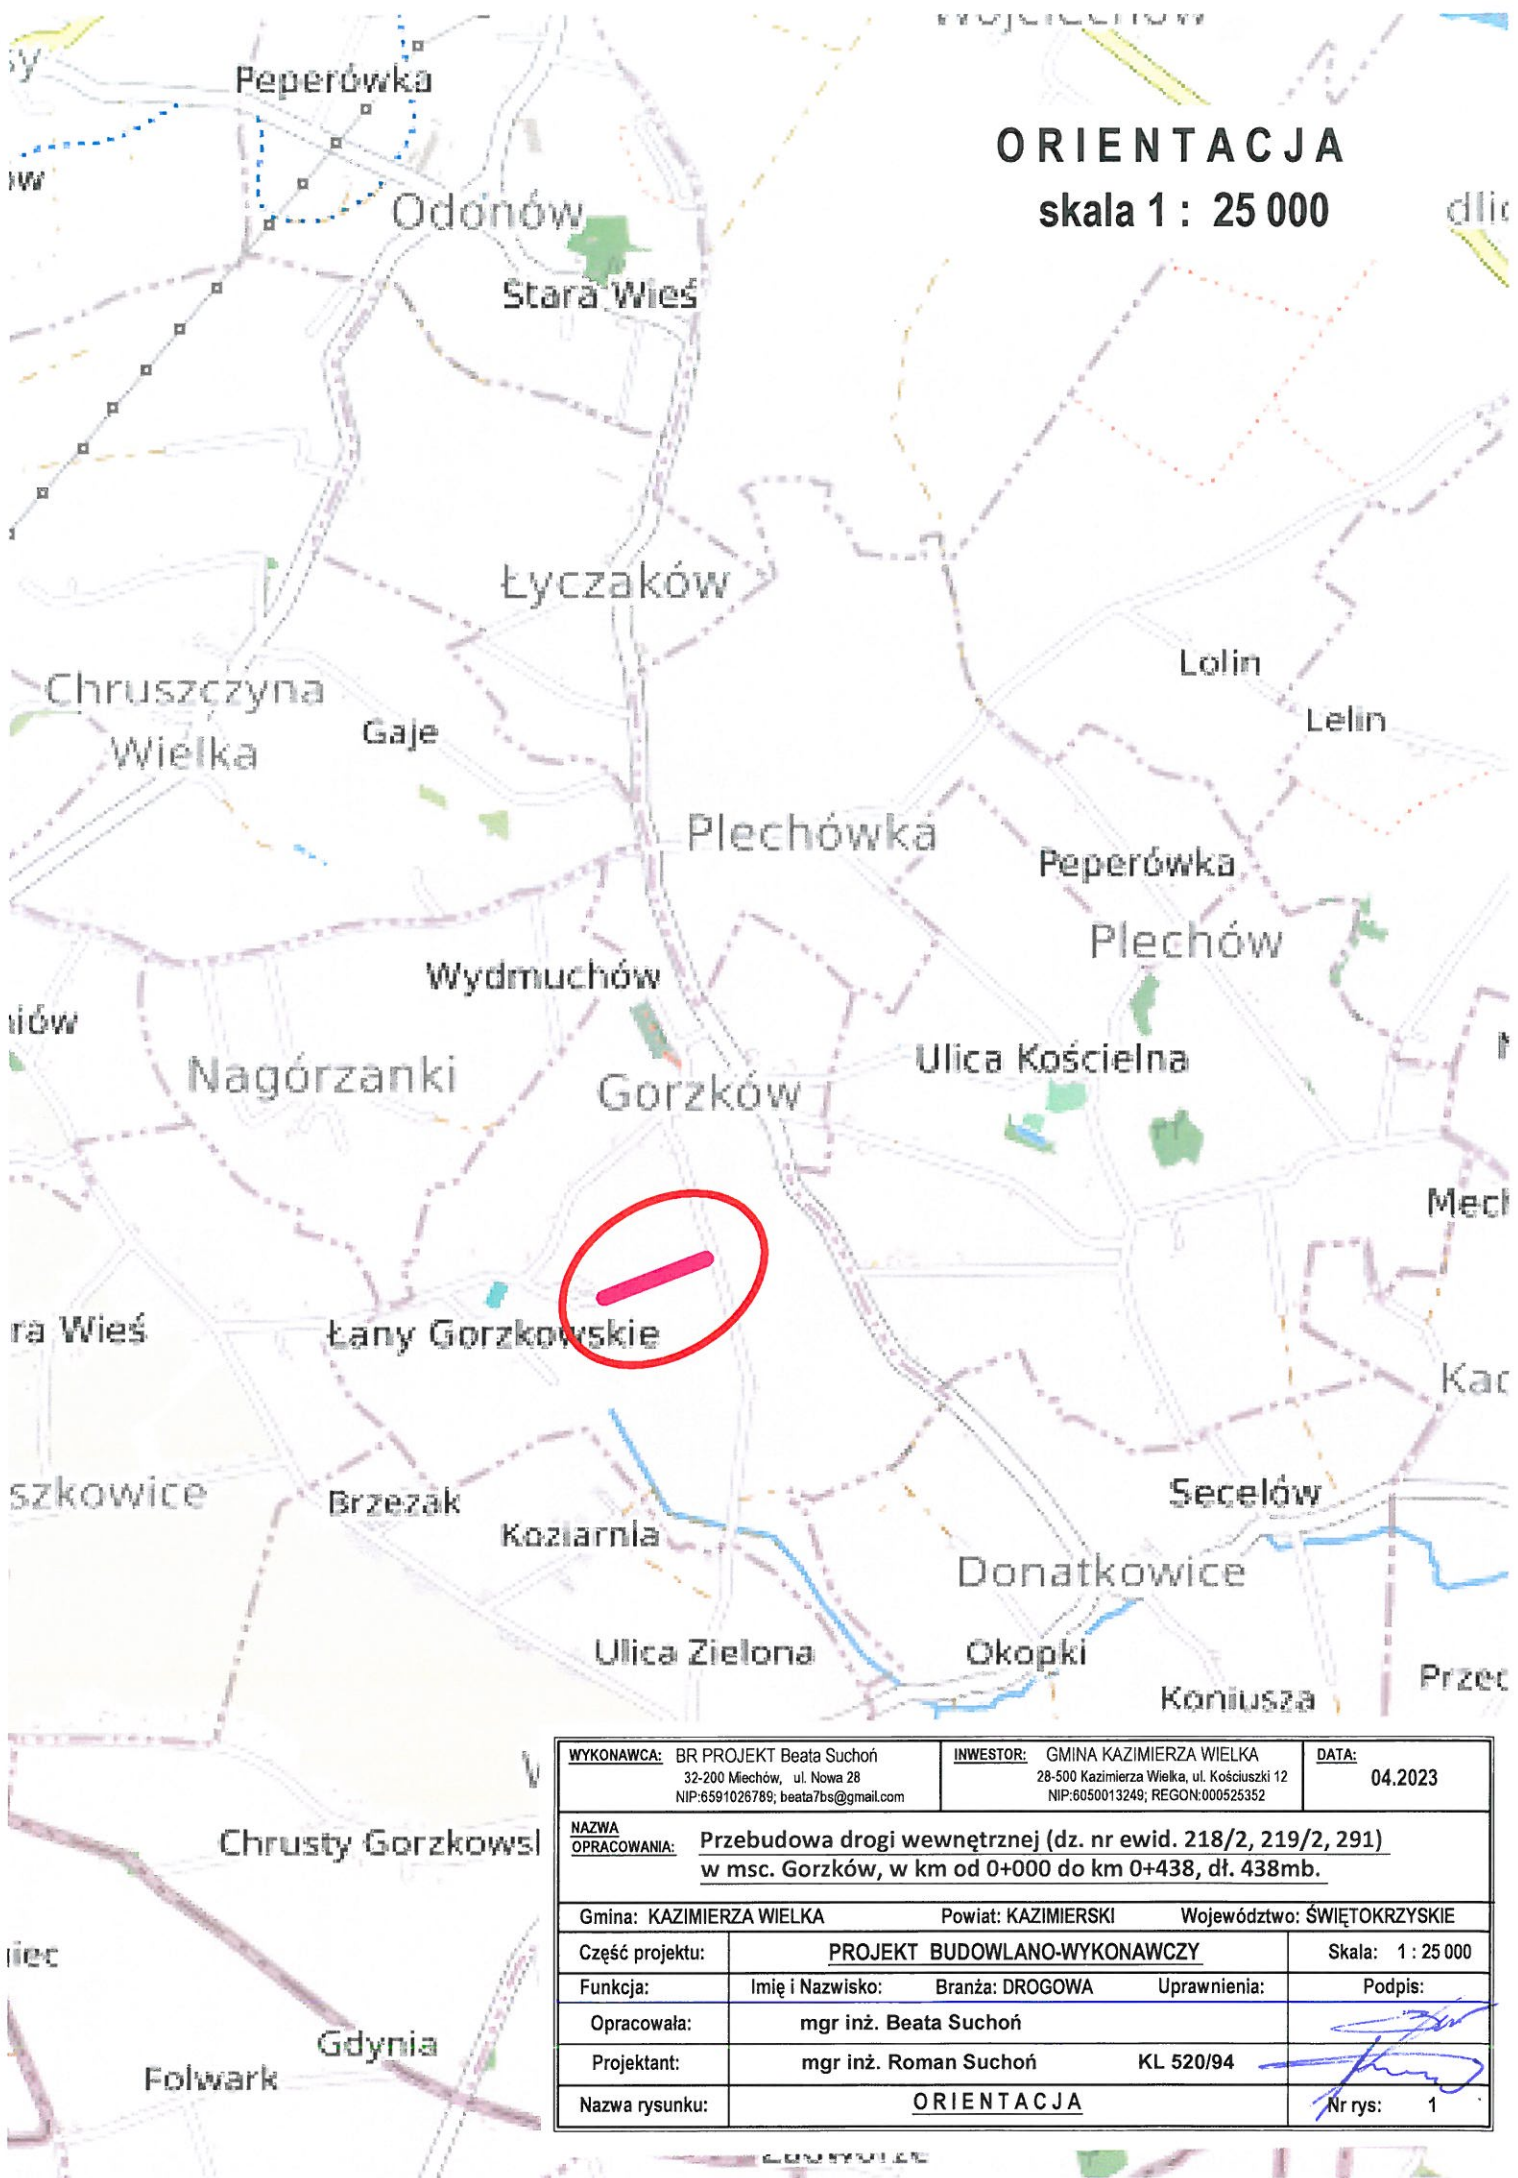 Peperówka
ORIENTACJA
skala 1 : 25 000
Odonów
Stara Wieś
Łyczaków
Lolin
Chruszczyna
Wielka
Gaje
Lelin
Plechówka
Peperówka
Plechów
Wydmuchów
Nagórzanki
Gorzków
Ulica Kościelna
ra Wieś
Łany Gorzkowskie
szkowice
Brzezak
Koziarnia
Secelów
Donatkowice
Ulica Zielona
Okopki
Koniusza
WYKONAWCA: BR PROJEKT Beata Suchoń
32-200 Miechów, ul. Nowa 28
NIP:6591026789; beata7bs@gmail.com
INWESTOR: GMINA KAZIMIERZA WIELKA
28-500 Kazimierza Wielka, ul. Kościuszki 12
NIP:6050013249; REGON:000525352
DATA:
04.2023
NAZWA
OPRACOWANIA: Przebudowa drogi wewnętrznej (dz. nr ewid. 218/2, 219/2, 291)
w msc. Gorzków, w km od 0+000 do km 0+438, dł. 438mb.
Gmina: KAZIMIERZA WIELKA Powiat: KAZIMIERSKI Województwo: ŚWIĘTOKRZYSKIE
Część projektu: PROJEKT BUDOWLANO-WYKONAWCZY Skala: 1 : 25 000
Funkcja: Imię i Nazwisko: Branża: DROGOWA Uprawnienia: Podpis:
Opracowała: mgr inż. Beata Suchoń
Projektant: mgr inż. Roman Suchoń KL 520/94
Nazwa rysunku: ORIENTACJA Nr rys: 1
Chrusty Gorzkowsl
Gdynia
Folwark